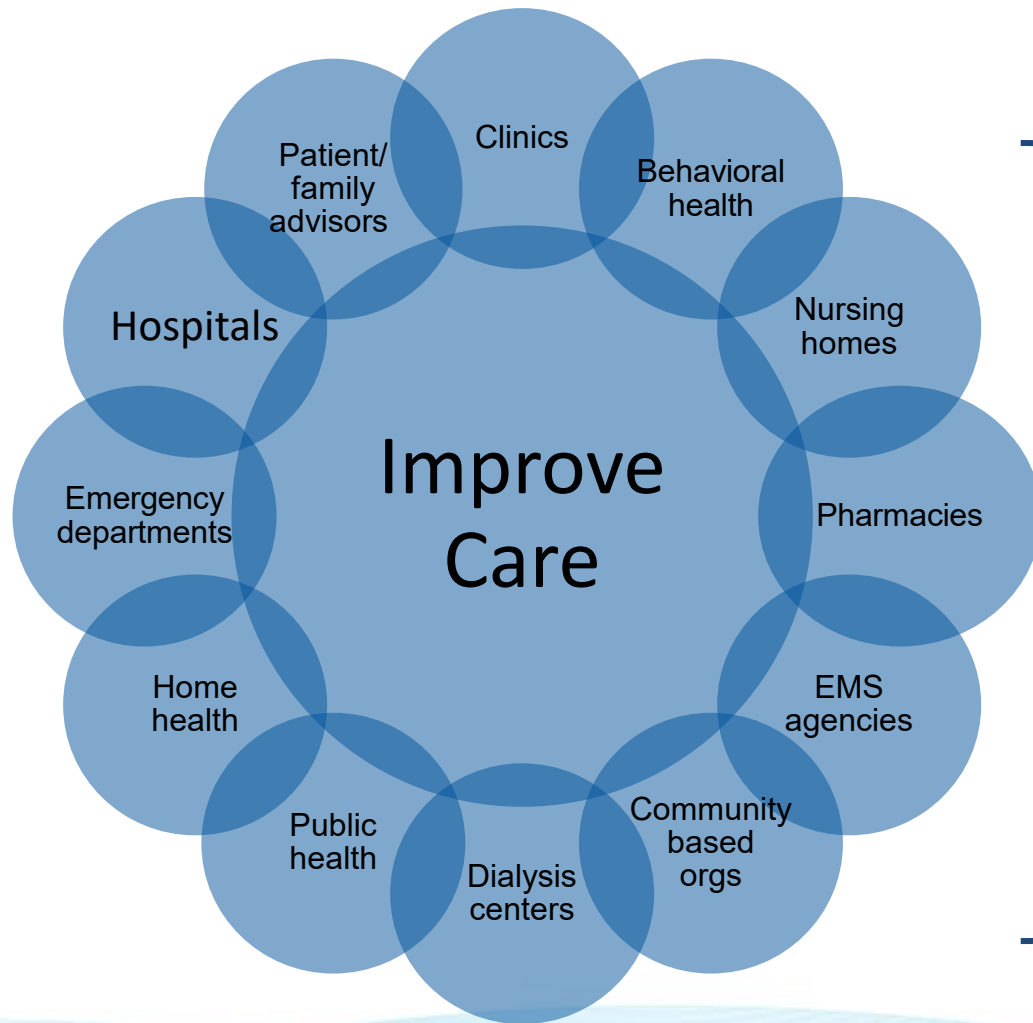 Clinics
Behavioral
health
Nursing
homes
Pharmacies
EMS
agencies
Community
based
orgs
Dialysis
centers
Public
health
Home
health
Emergency
departments
Hospitals
Patient/
family
advisors
Improve
Care